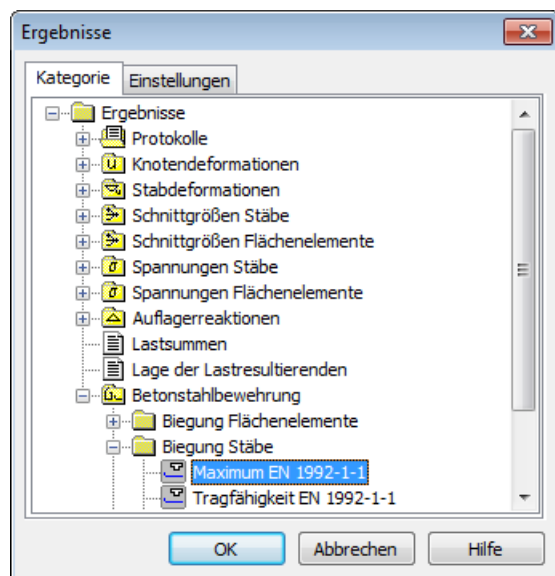 Ergebnisse
Kategorie Einstellungen
Ergebnisse
Protokolle
Knotendeformationen
Stabdeformationen
Schnittgrößen Stäbe
Schnittgrößen Flächenelemente
Spannungen Stäbe
Spannungen Flächenelemente
Auflagerreaktionen
Lastsummen
Lage der Lastresultierenden
Betonstahlbewehrung
Biegung Flächenelemente
Biegung Stäbe
Maximum EN 1992-1-1
Tragfähigkeit EN 1992-1-1
OK Abbrechen Hilfe